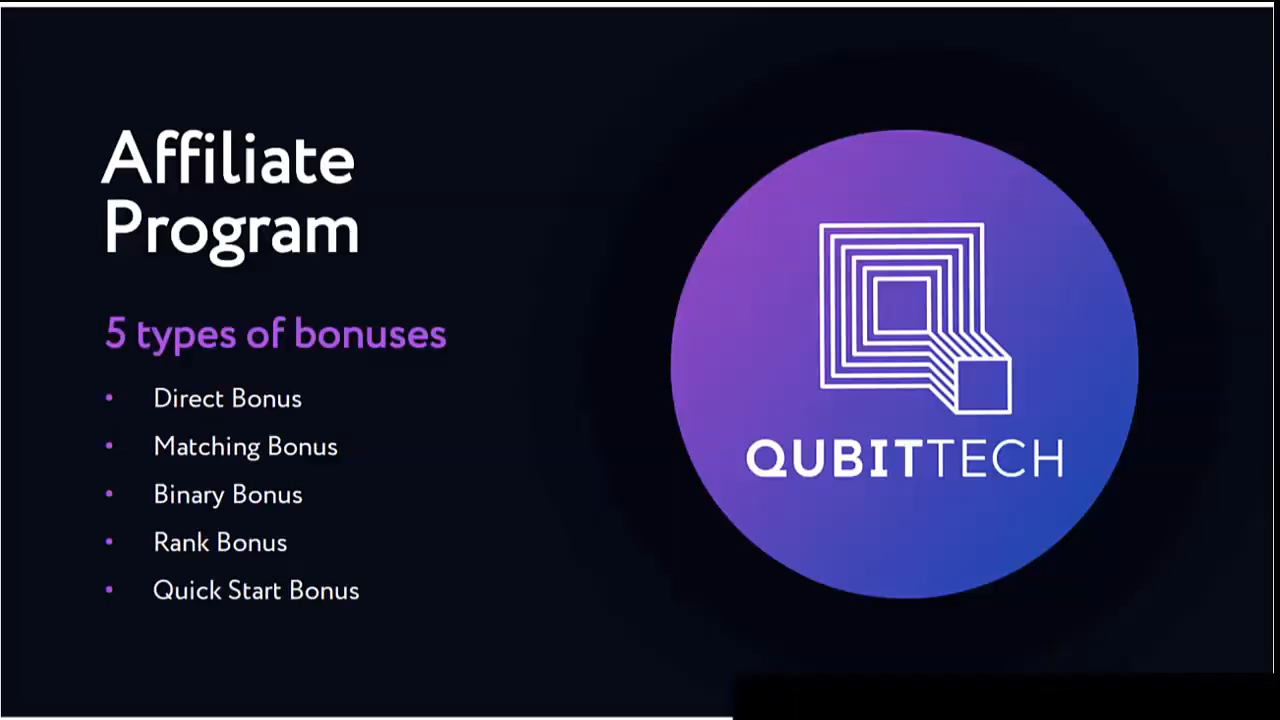 Affiliate
Program
5 types of bonuses
• Direct Bonus
• Matching Bonus
• Binary Bonus
• Rank Bonus
• Quick Start Bonus
QUBITTECH